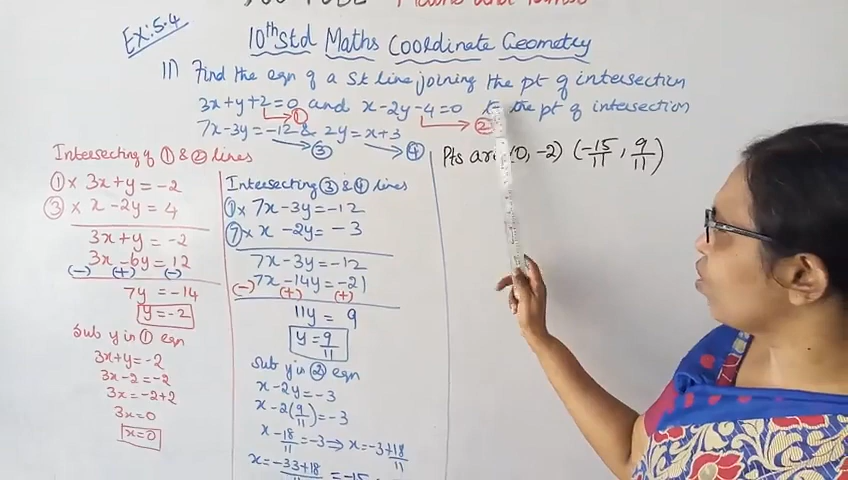 Ex:5.4
10th Std Maths Coordinate Geometry
11) Find the eqn of a St line joining the pt of intersection
3x+y+2=0 and x-2y-4=0 to the pt of intersection
① ②
7x-3y=-12 & 2y=x+3
③ ④
Intersecting of ① & ② lines
①× 3x+y=-2
③× x-2y=4
3x+y=-2
3x-6y=12
(-) (+) (-)
7y=-14
y=-2
Sub y in ① eqn
3x+y=-2
3x-2=-2
3x=-2+2
3x=0
x=0
Intersecting ③ & ④ lines
①× 7x-3y=-12
⑦× x-2y=-3
7x-3y=-12
7x-14y=-21
(-) (+) (+)
11y=9
y=9/11
Sub y in ② eqn
x-2y=-3
x-2(9/11)=-3
x-18/11=-3⇒x=-3+18/11
x=-33+18/11=-15
Pts are (0,-2) (-15/11, 9/11)